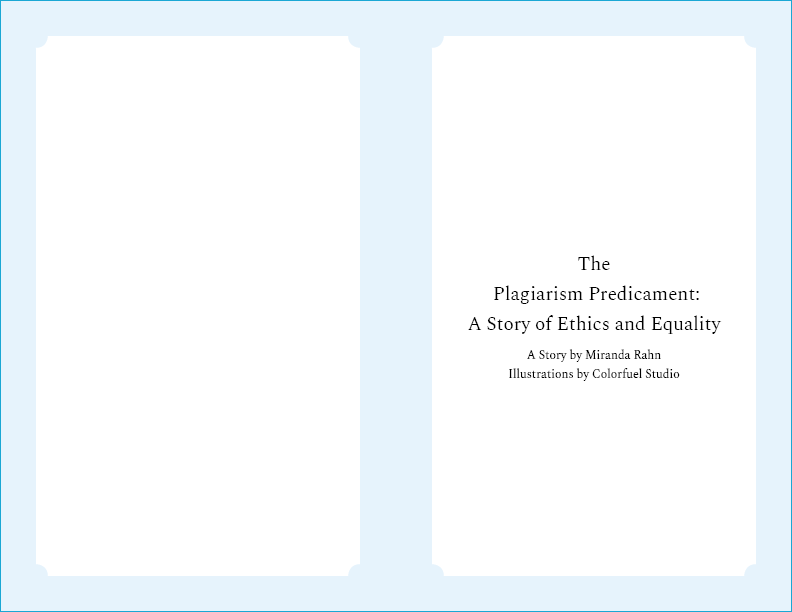 The
Plagiarism Predicament:
A Story of Ethics and Equality
A Story by Miranda Rahn
Illustrations by Colorfuel Studio